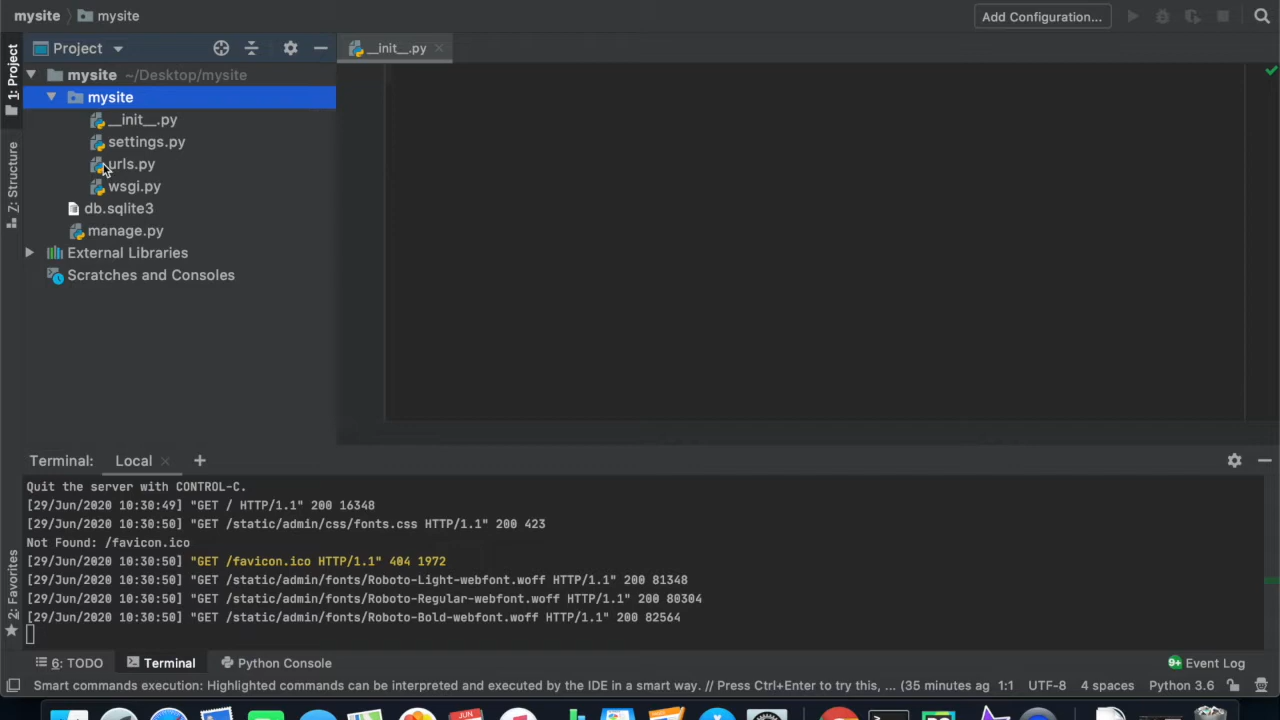 mysite mysite
Add Configuration...
1: Project
Project
__init__.py
mysite ~/Desktop/mysite
mysite
__init__.py
settings.py
urls.py
wsgi.py
db.sqlite3
manage.py
External Libraries
Scratches and Consoles
Z: Structure
2: Favorites
Terminal: Local
Quit the server with CONTROL-C.
[29/Jun/2020 10:30:49] "GET / HTTP/1.1" 200 16348
[29/Jun/2020 10:30:50] "GET /static/admin/css/fonts.css HTTP/1.1" 200 423
Not Found: /favicon.ico
[29/Jun/2020 10:30:50] "GET /favicon.ico HTTP/1.1" 404 1972
[29/Jun/2020 10:30:50] "GET /static/admin/fonts/Roboto-Light-webfont.woff HTTP/1.1" 200 81348
[29/Jun/2020 10:30:50] "GET /static/admin/fonts/Roboto-Regular-webfont.woff HTTP/1.1" 200 80304
[29/Jun/2020 10:30:50] "GET /static/admin/fonts/Roboto-Bold-webfont.woff HTTP/1.1" 200 82564
6: TODO Terminal Python Console 9+ Event Log
Smart commands execution: Highlighted commands can be interpreted and executed by the IDE in a smart way. // Press Ctrl+Enter to try this, ... (35 minutes ag 1:1 UTF-8 4 spaces Python 3.6
JUN
PC